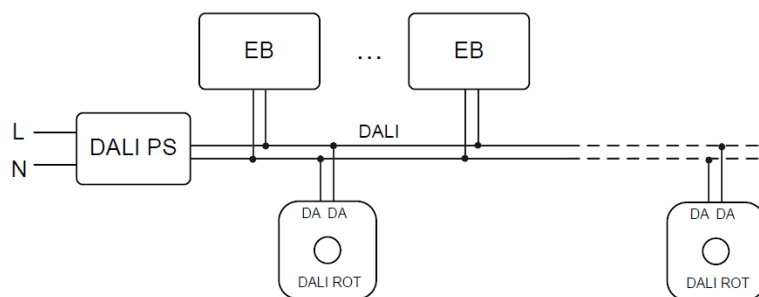 EB
...
EB
L
N
DALI PS
DALI
DA DA
DALI ROT
DA DA
DALI ROT